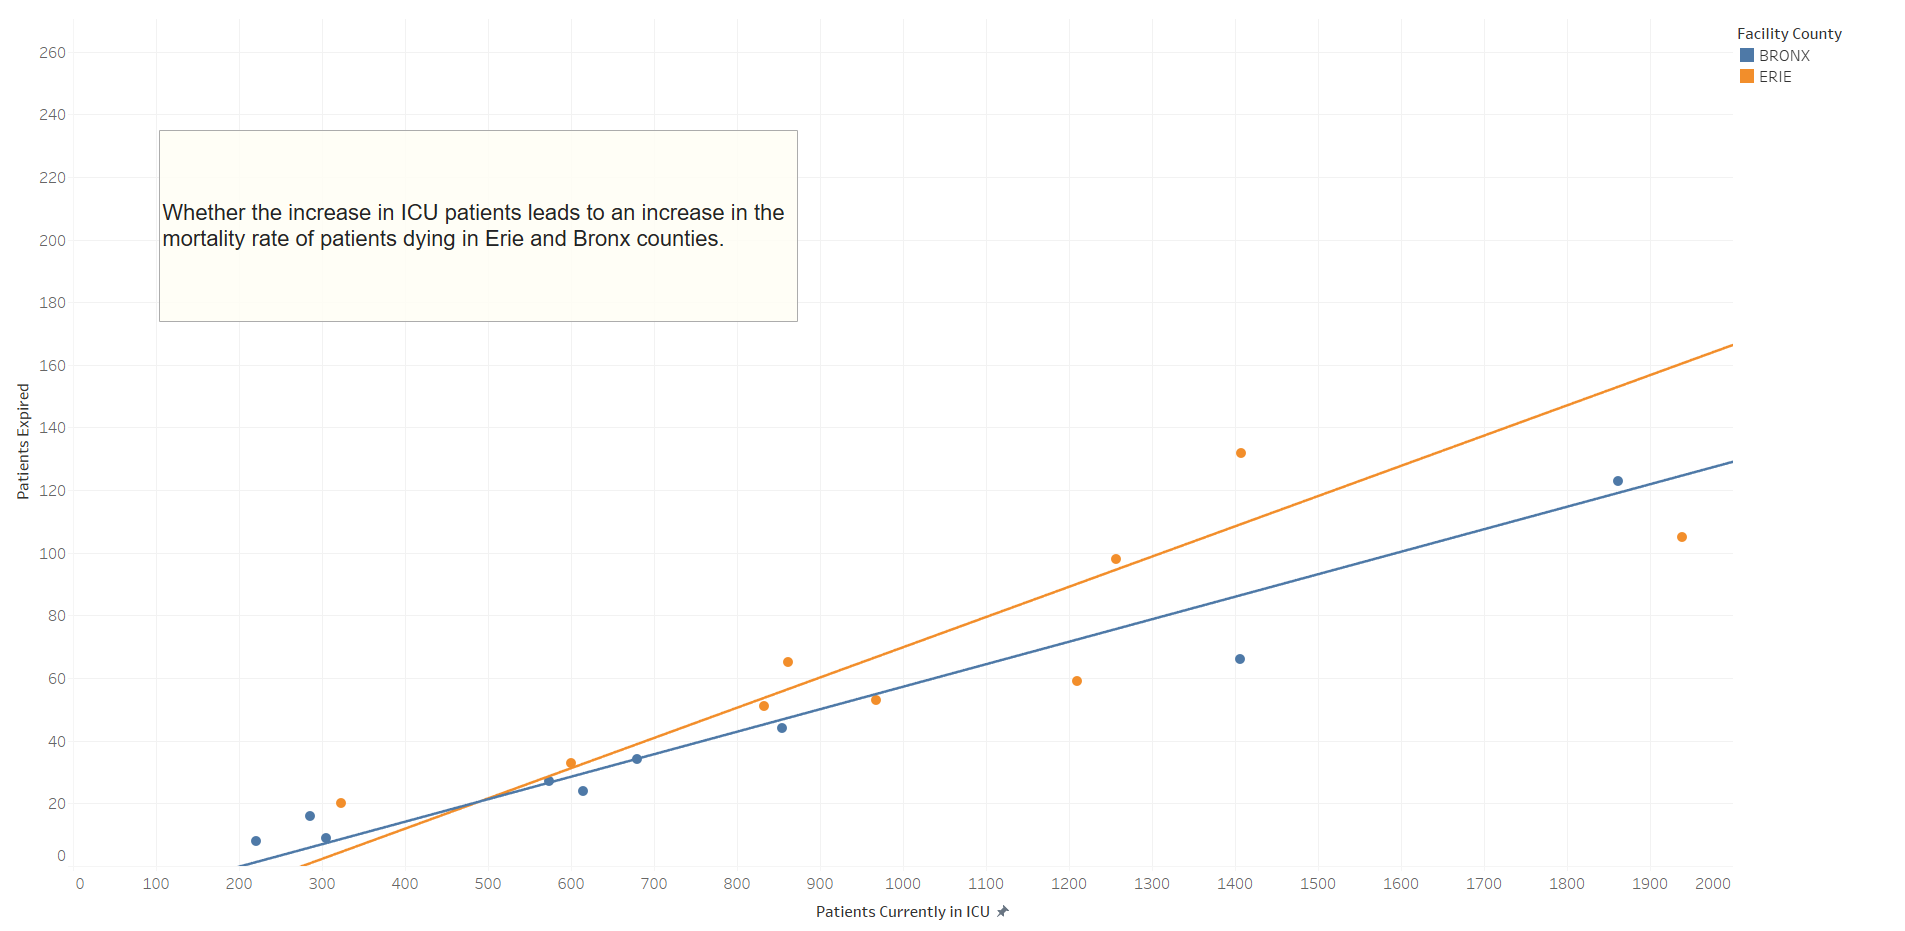 Facility County
BRONX
ERIE
Whether the increase in ICU patients leads to an increase in the
mortality rate of patients dying in Erie and Bronx counties.
Patients Expired
260
240
220
200
180
160
140
120
100
80
60
40
20
0
0 100 200 300 400 500 600 700 800 900 1000 1100 1200 1300 1400 1500 1600 1700 1800 1900 2000
Patients Currently in ICU